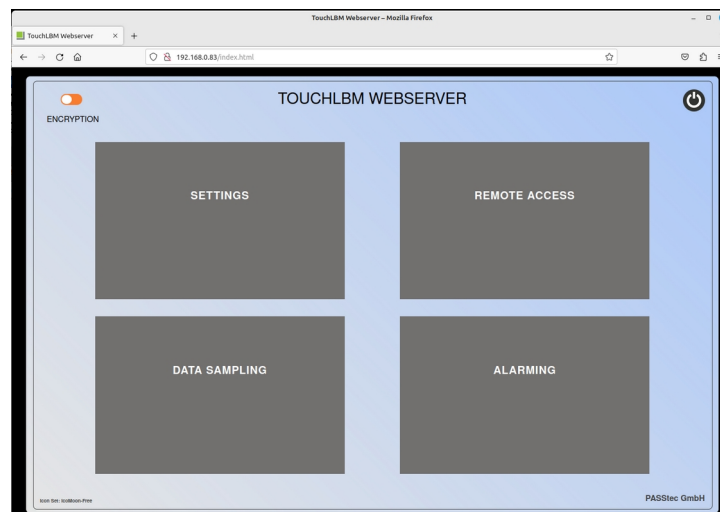 TouchLBM Webserver – Mozilla Firefox
TouchLBM Webserver
192.168.0.83/index.html
TOUCHLBM WEBSERVER
ENCRYPTION
SETTINGS
REMOTE ACCESS
DATA SAMPLING
ALARMING
Icon Set: IcoMoon-Free
PASStec GmbH